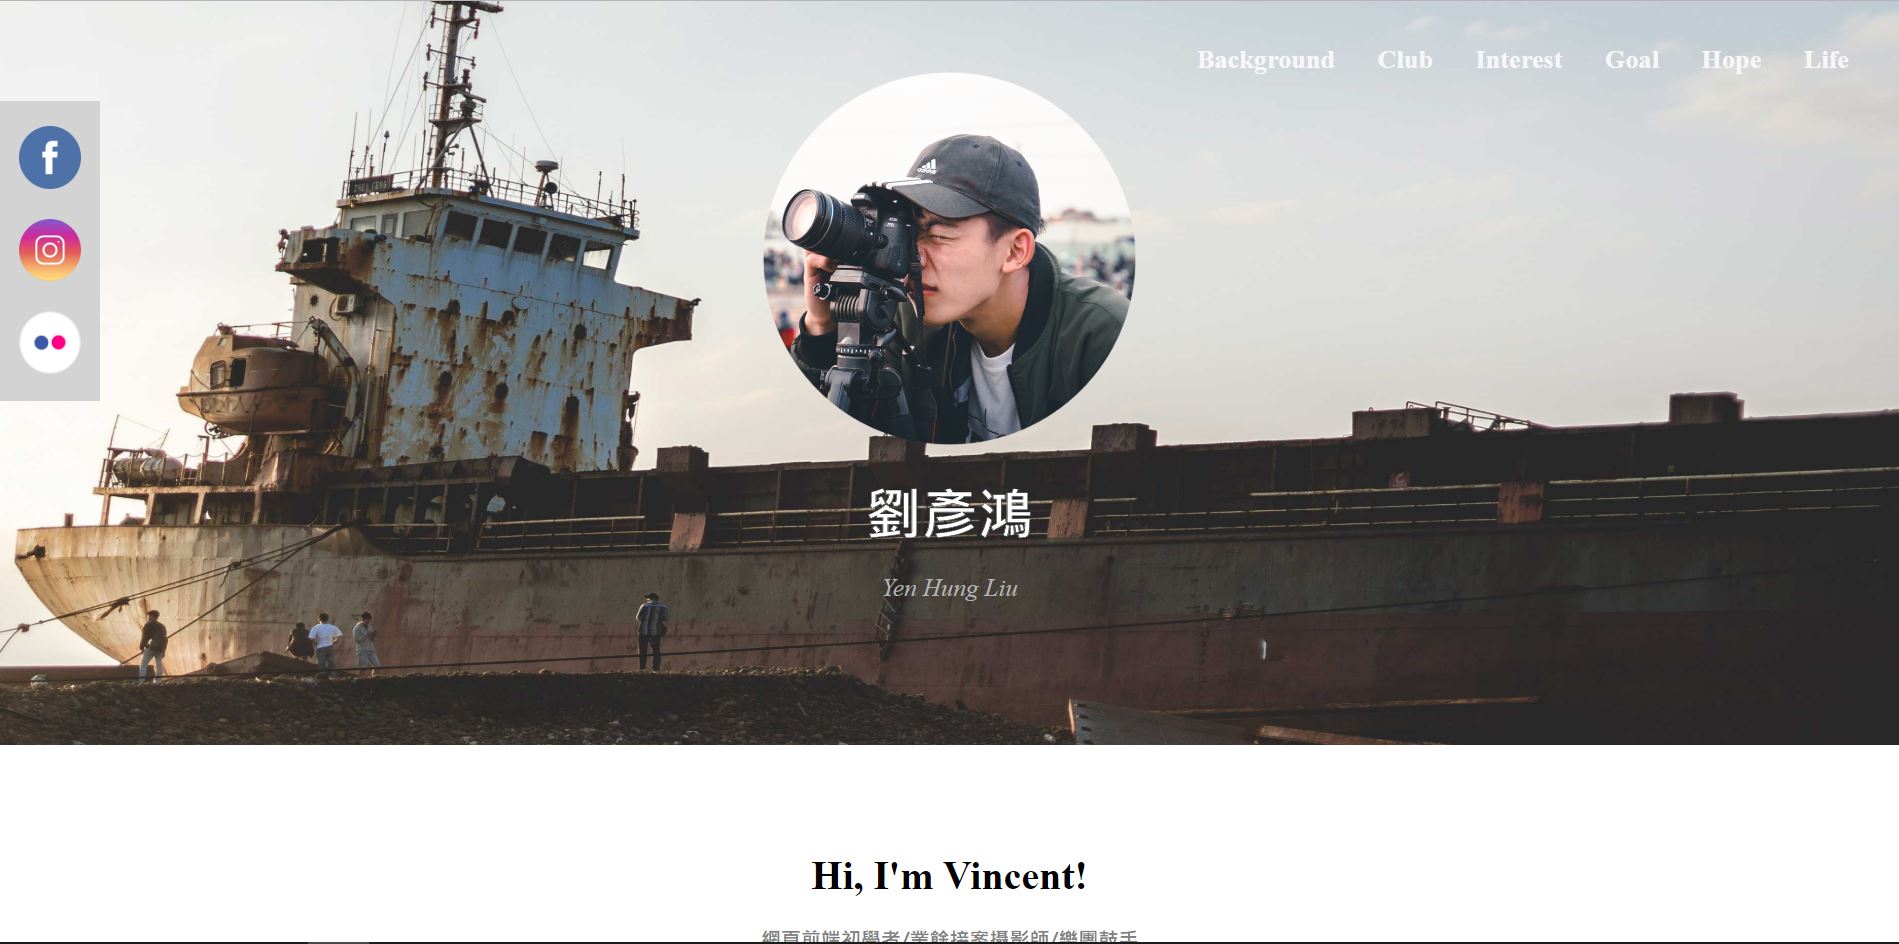 Background Club Interest Goal Hope Life
adidas
劉彥鴻
Yen Hung Liu
Hi, I'm Vincent!
網頁前端初學者/業餘接案攝影師/樂團鼓手